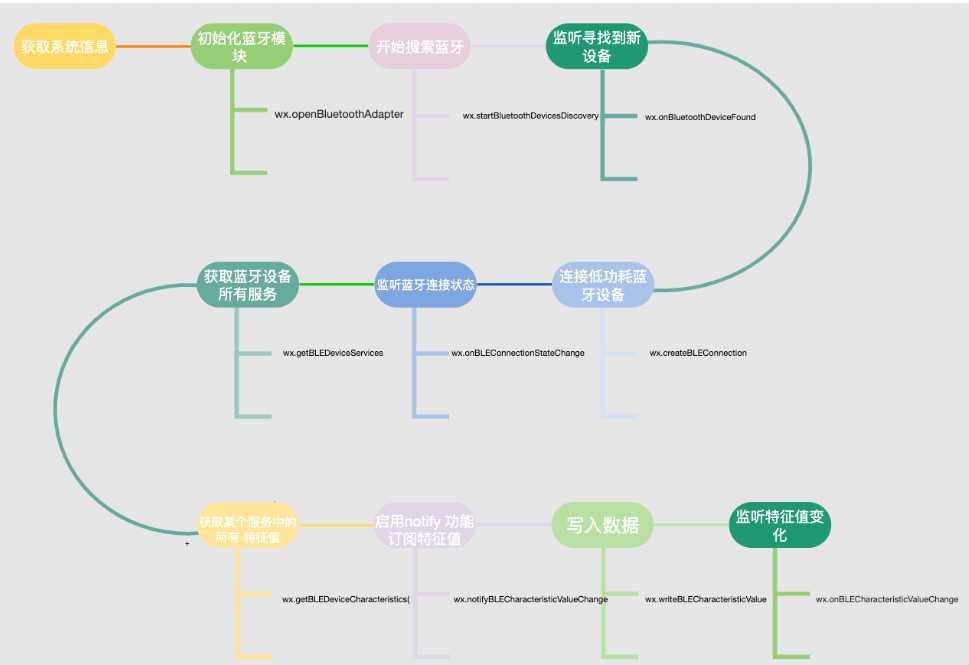 获取系统信息
初始化蓝牙模
块
开始搜索蓝牙
监听寻找到新
设备
wx.openBluetoothAdapter
wx.startBluetoothDevicesDiscovery
wx.onBluetoothDeviceFound
获取蓝牙设备
所有服务
监听蓝牙连接状态
连接低功耗蓝
牙设备
wx.getBLEDeviceServices
wx.onBLEConnectionStateChange
wx.createBLEConnection
获取某个服务中的
所有 特征值
启用notify 功能
订阅特征值
写入数据
监听特征值变
化
wx.getBLEDeviceCharacteristics(
wx.notifyBLECharacteristicValueChange
wx.writeBLECharacteristicValue
wx.onBLECharacteristicValueChange